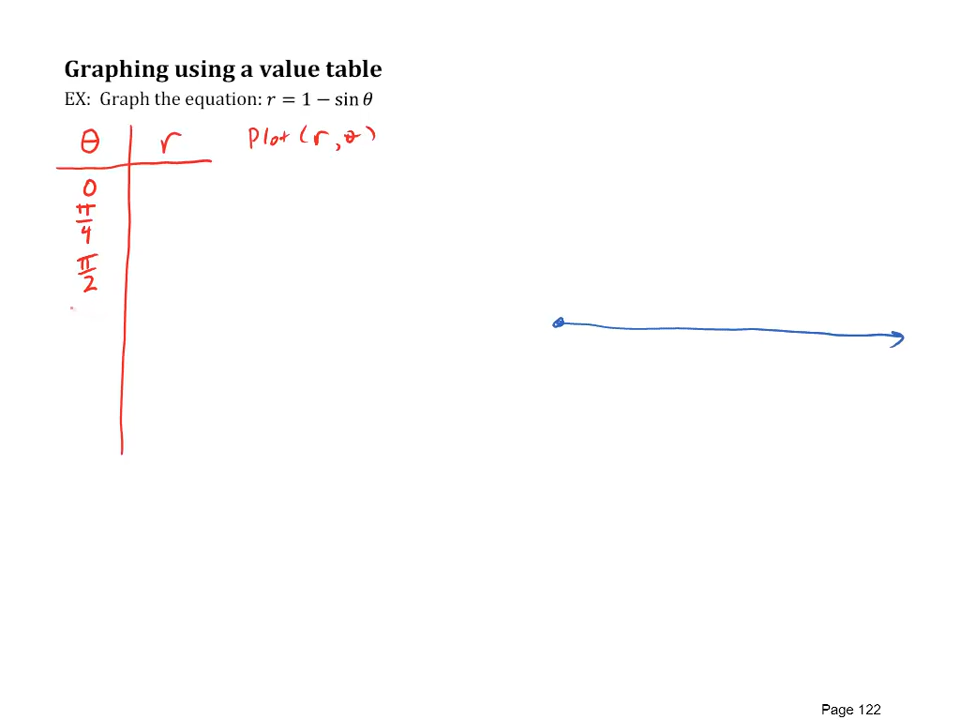 Graphing using a value table
EX: Graph the equation: r = 1 − sin θ
θ r Plot (r, θ)
0
π/4
π/2
Page 122